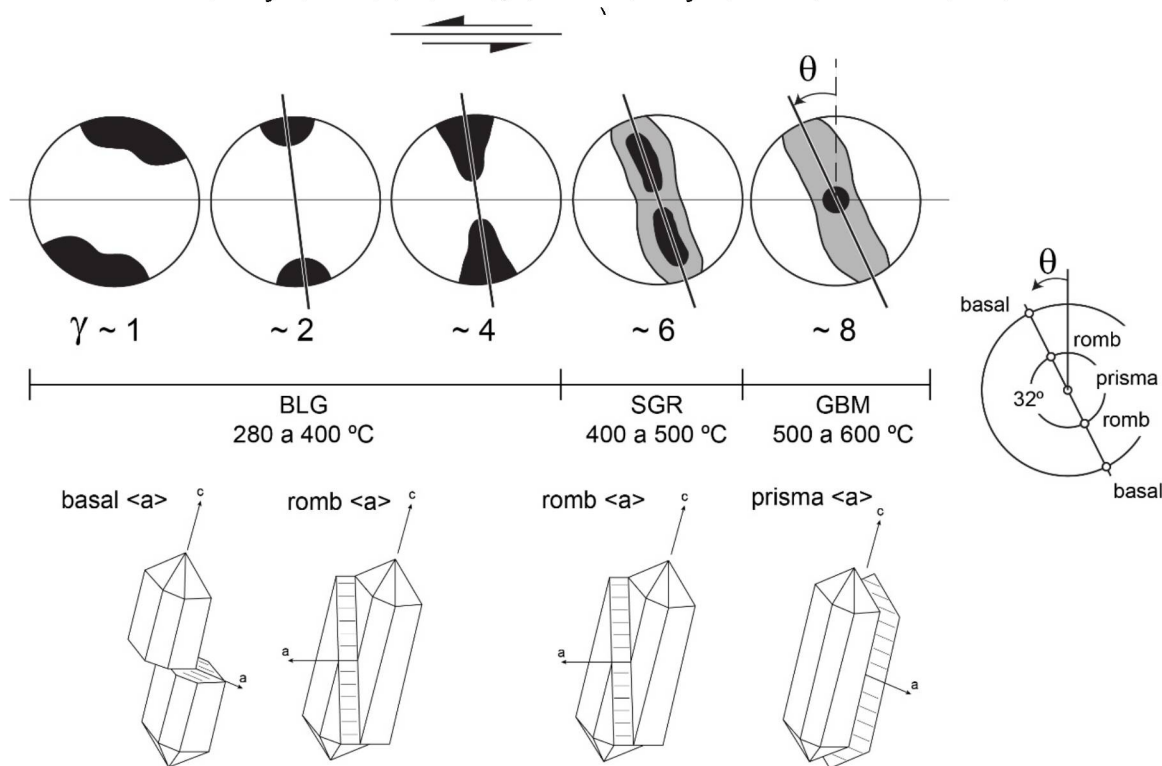 θ
γ ~ 1
~ 2
~ 4
~ 6
~ 8
BLG
280 a 400 ºC
SGR
400 a 500 ºC
GBM
500 a 600 ºC
θ
basal
romb
prisma
32º
romb
basal
basal <a>
romb <a>
romb <a>
prisma <a>
c
c
c
c
a
a
a
a